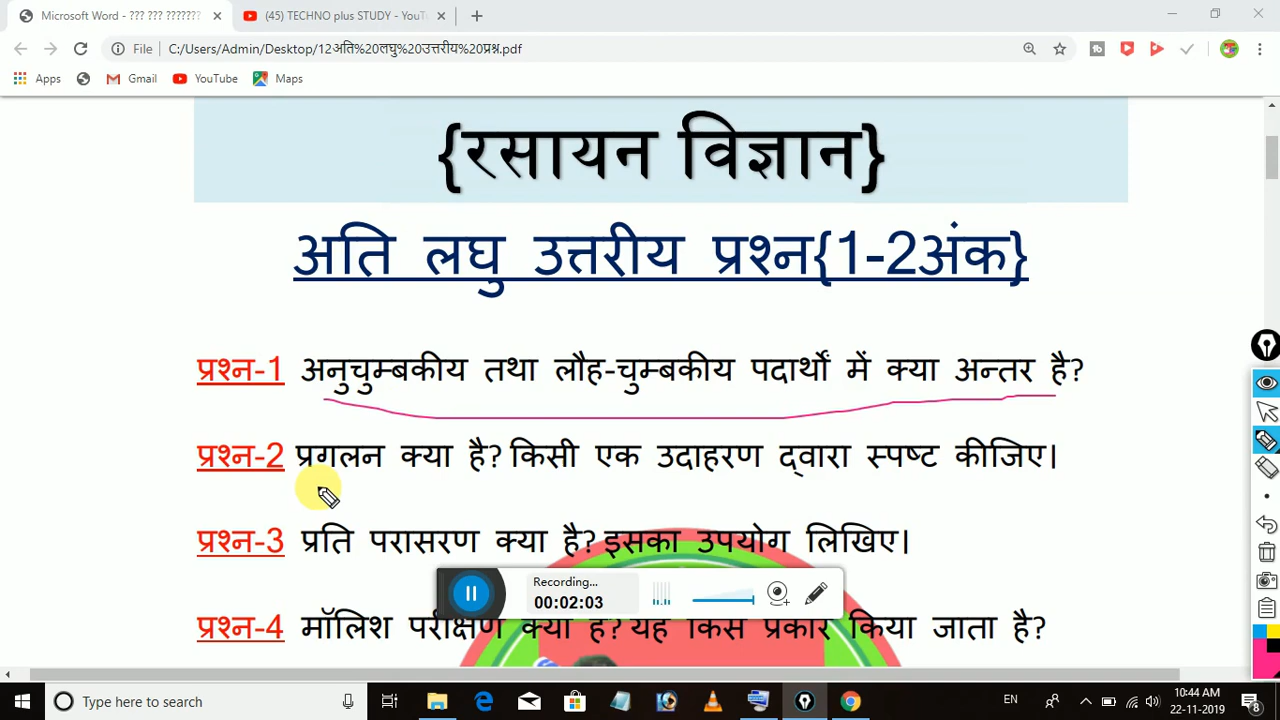 Microsoft Word - ??? ??? ???????
(45) TECHNO plus STUDY - YouT
File
C:/Users/Admin/Desktop/12अति%20लघु%20उत्तरीय%20प्रश्न.pdf
Apps
Gmail
YouTube
Maps
{रसायन विज्ञान}
अति लघु उत्तरीय प्रश्न{1-2अंक}
प्रश्न-1 अनुचुम्बकीय तथा लौह-चुम्बकीय पदार्थों में क्या अन्तर है?
प्रश्न-2 प्रगलन क्या है? किसी एक उदाहरण द्वारा स्पष्ट कीजिए।
प्रश्न-3 प्रति परासरण क्या है? इसका उपयोग लिखिए।
Recording...
00:02:03
प्रश्न-4 मॉलिश परीक्षण क्या है? यह किस प्रकार किया जाता है?
Type here to search
EN
10:44 AM
22-11-2019
8